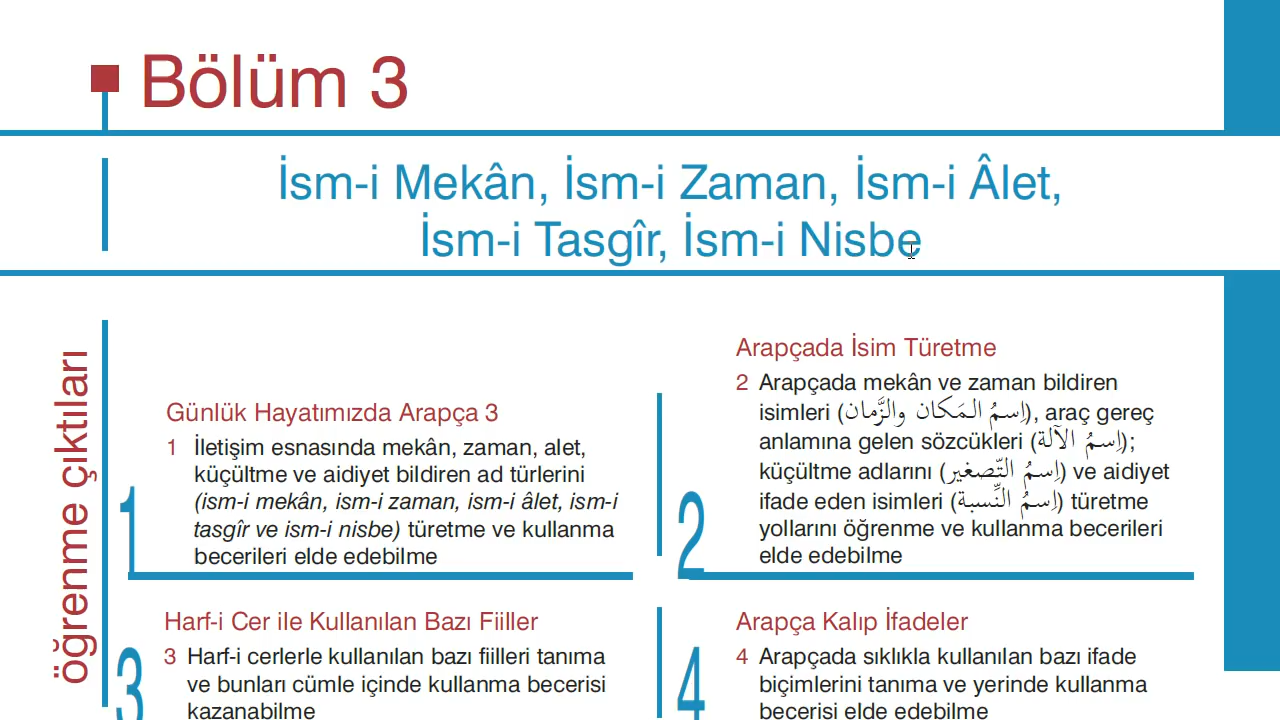 Bölüm 3
İsm-i Mekân, İsm-i Zaman, İsm-i Âlet,
İsm-i Tasgîr, İsm-i Nisbe
öğrenme çıktıları
1
Günlük Hayatımızda Arapça 3
1 İletişim esnasında mekân, zaman, alet,
küçültme ve aidiyet bildiren ad türlerini
(ism-i mekân, ism-i zaman, ism-i âlet, ism-i
tasgîr ve ism-i nisbe) türetme ve kullanma
becerileri elde edebilme
2
Arapçada İsim Türetme
2 Arapçada mekân ve zaman bildiren
isimleri (اِسمُ المَكان والزَّمان), araç gereç
anlamına gelen sözcükleri (اِسمُ الآلة);
küçültme adlarını (اِسمُ التَّصغير) ve aidiyet
ifade eden isimleri (اِسمُ النِّسبة) türetme
yollarını öğrenme ve kullanma becerileri
elde edebilme
3
Harf-i Cer ile Kullanılan Bazı Fiiller
3 Harf-i cerlerle kullanılan bazı fiilleri tanıma
ve bunları cümle içinde kullanma becerisi
kazanabilme
4
Arapça Kalıp İfadeler
4 Arapçada sıklıkla kullanılan bazı ifade
biçimlerini tanıma ve yerinde kullanma
becerisi elde edebilme